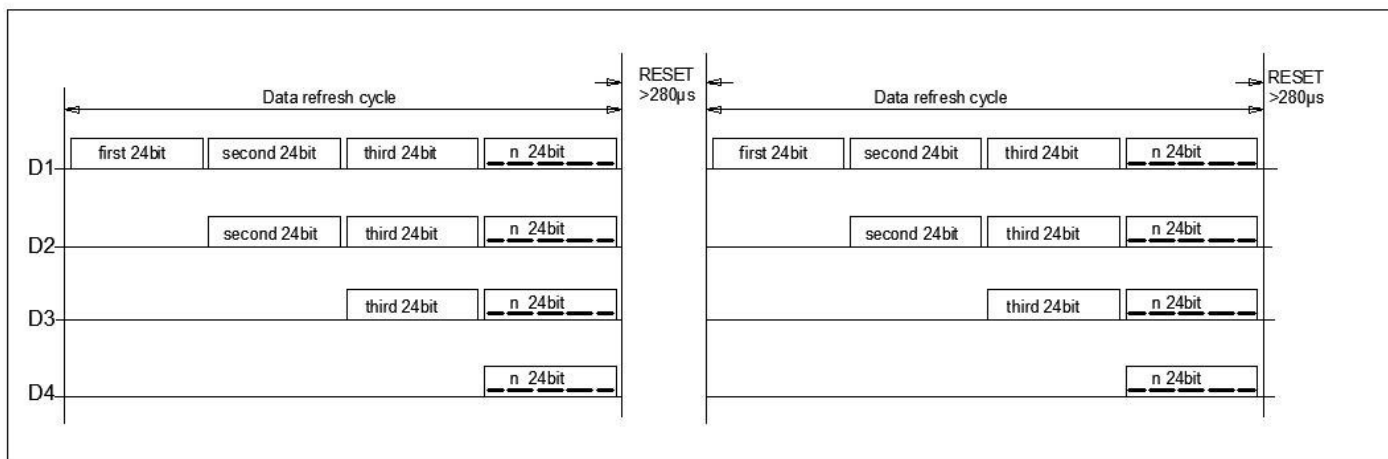 RESET
>280µs
RESET
>280µs
Data refresh cycle
Data refresh cycle
D1 first 24bit second 24bit third 24bit n 24bit first 24bit second 24bit third 24bit n 24bit
D2 second 24bit third 24bit n 24bit second 24bit third 24bit n 24bit
D3 third 24bit n 24bit third 24bit n 24bit
D4 n 24bit n 24bit